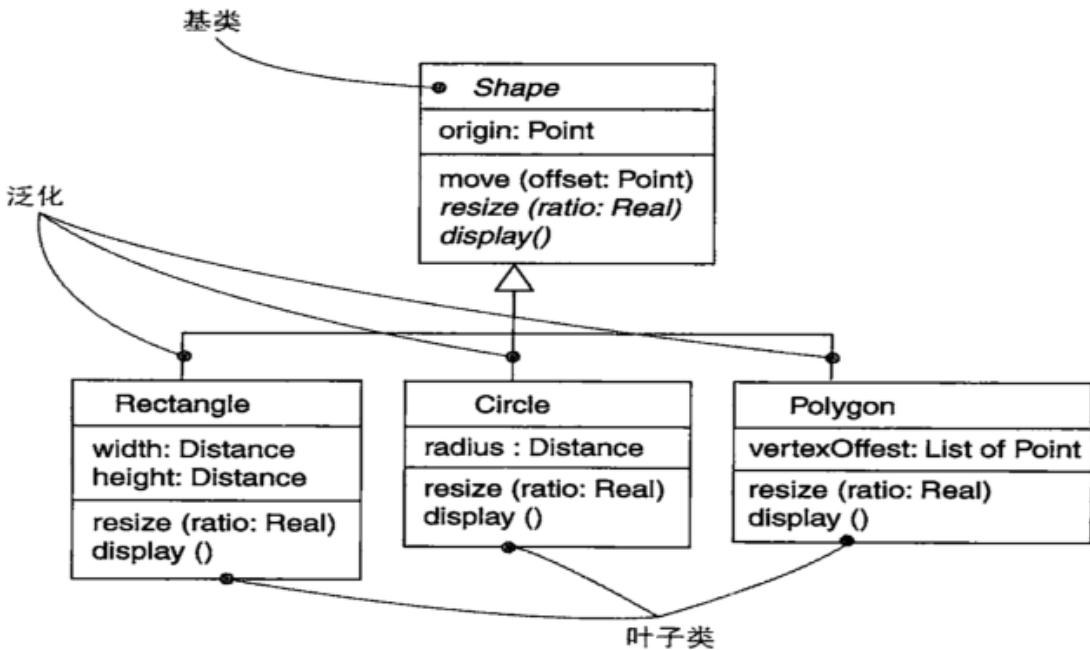 基类
Shape
origin: Point
move (offset: Point)
resize (ratio: Real)
display()
泛化
Rectangle
width: Distance
height: Distance
resize (ratio: Real)
display ()
Circle
radius : Distance
resize (ratio: Real)
display ()
Polygon
vertexOffest: List of Point
resize (ratio: Real)
display ()
叶子类